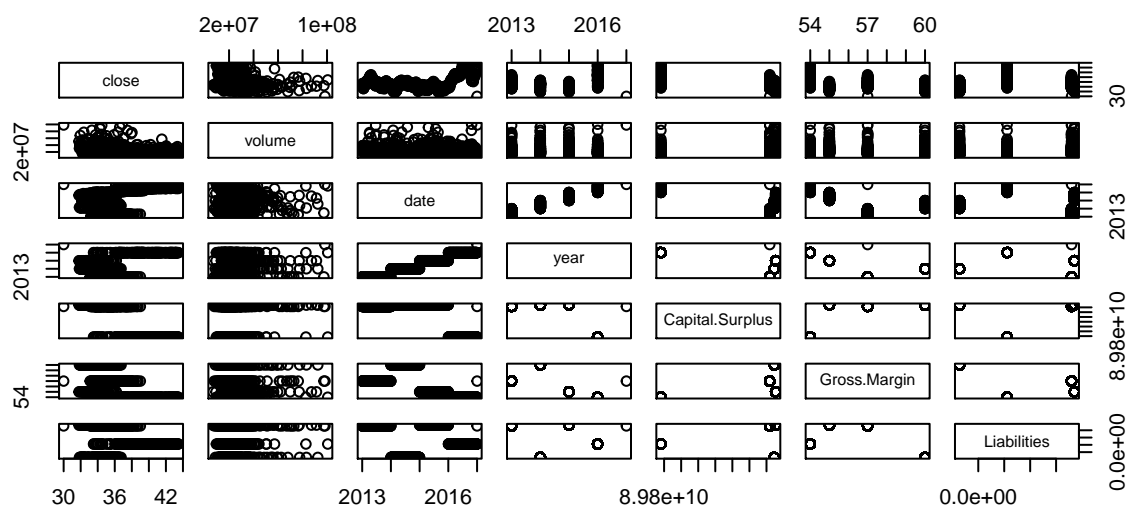 2e+07 1e+08 2013 2016 54 57 60
close 30
2e+07 volume
date 2013
2013 year
Capital.Surplus 8.98e+10
54 Gross.Margin
Liabilities 0.0e+00
30 36 42 2013 2016 8.98e+10 0.0e+00